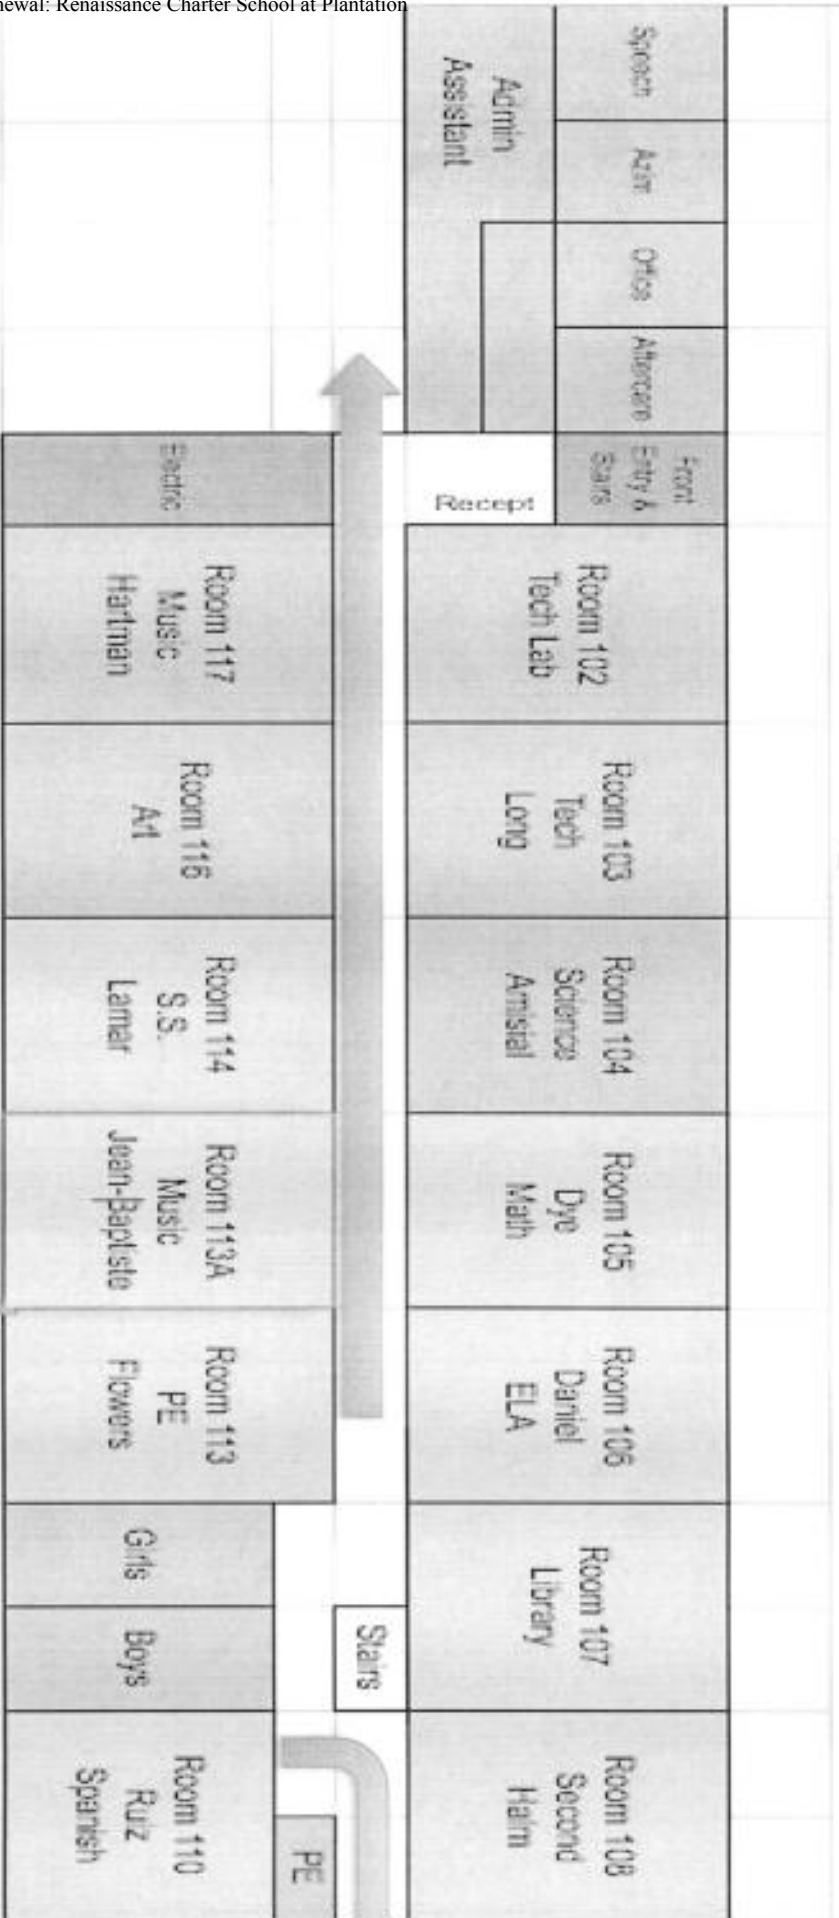 newal: Renaissance Charter School at Plantation
Speech
Azim
Office
Aftercare
Admin
Assistant
Front
Entry &
Stairs
Recept
Electric
Room 102
Tech Lab
Room 103
Tech
Long
Room 104
Science
Amisial
Room 105
Dye
Math
Room 106
Daniel
ELA
Room 107
Library
Room 108
Second
Haim
Room 117
Music
Hartman
Room 116
Art
Room 114
S.S.
Lamar
Room 113A
Music
Jean-Baptiste
Room 113
PE
Flowers
Girls
Boys
Stairs
Room 110
Ruiz
Spanish
PE